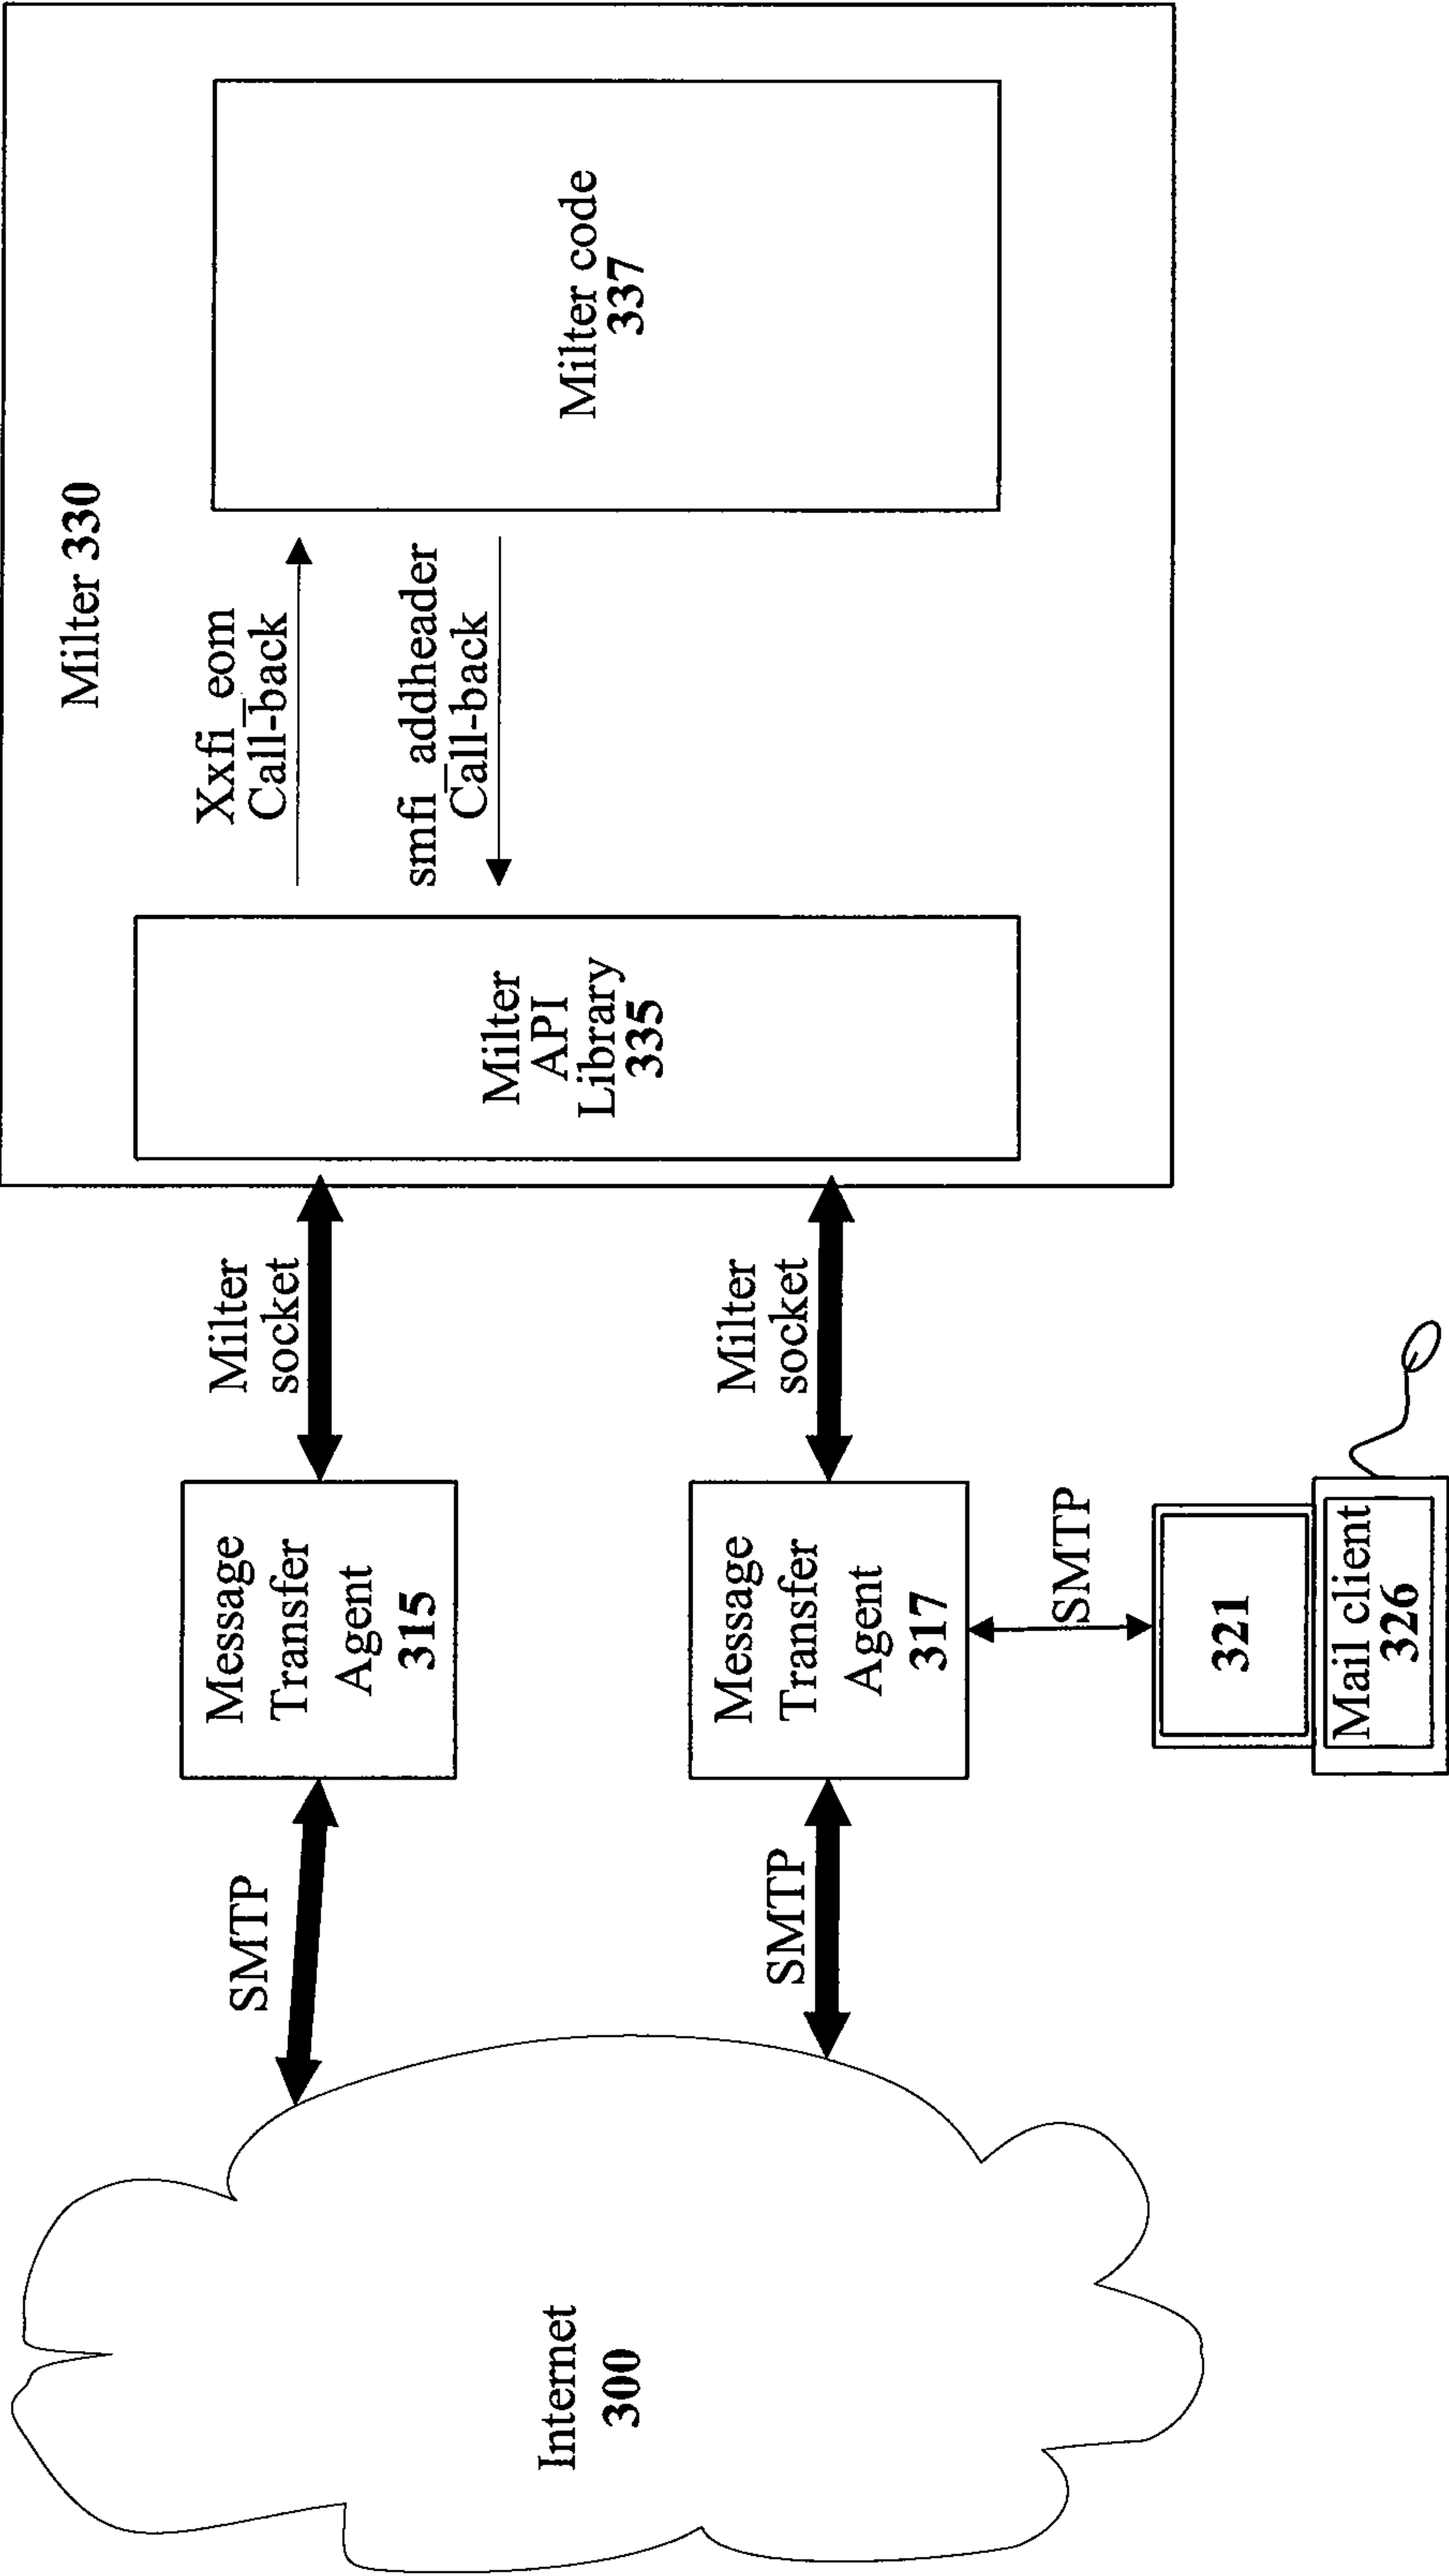 Internet
300
SMTP
SMTP
Message
Transfer
Agent
315
Message
Transfer
Agent
317
SMTP
321
Mail client
326
Milter
socket
Milter
socket
Milter 330
Milter
API
Library
335
Xxfi_eom
Call-back
smfi_addheader
Call-back
Milter code
337